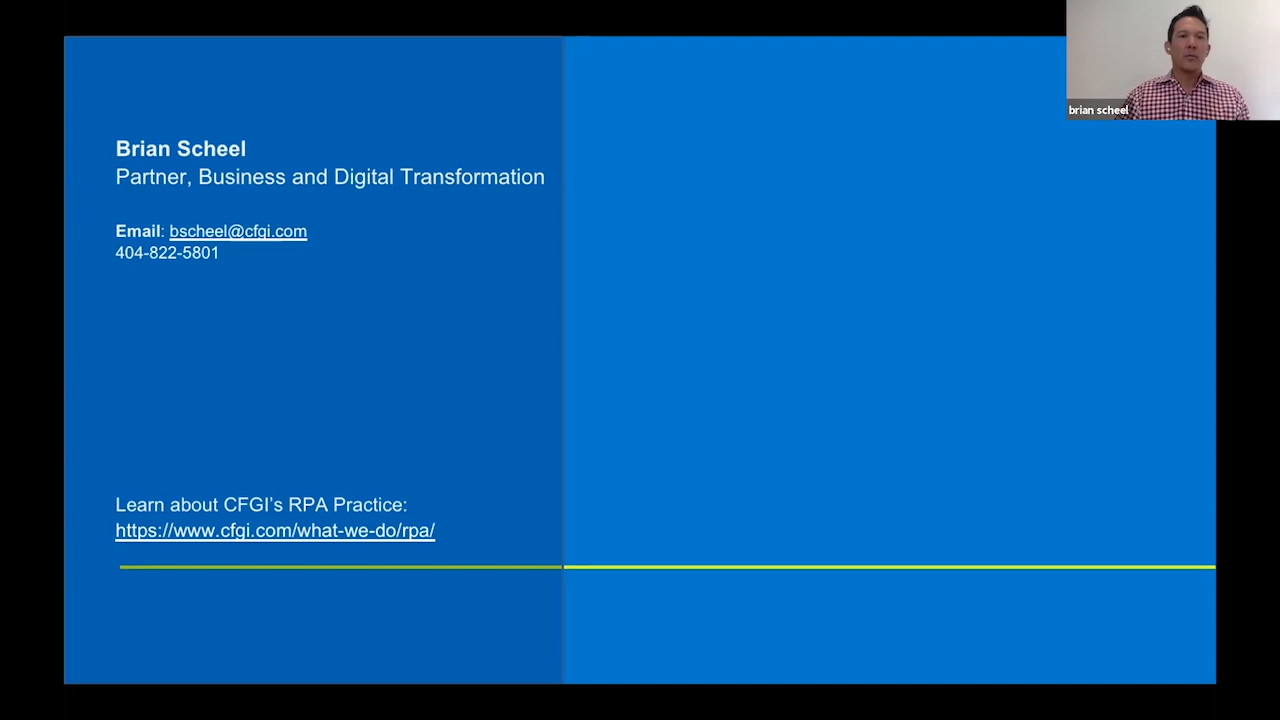 Brian Scheel
Partner, Business and Digital Transformation
Email: bscheel@cfgi.com
404-822-5801
Learn about CFGI's RPA Practice:
https://www.cfgi.com/what-we-do/rpa/
brian scheel